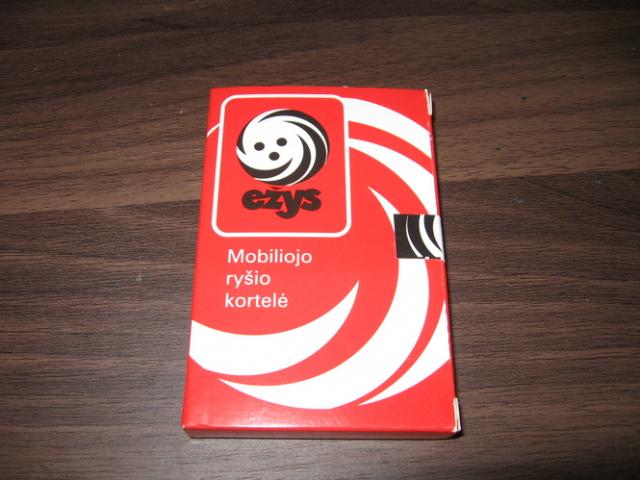 ežys
Mobiliojo
ryšio
kortelė